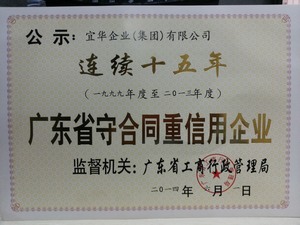 公示：宜华企业(集团)有限公司
连续十五年
(一九九九年度至二0一三年度)
广东省守合同重信用企业
监督机关：广东省工商行政管理局
二0一四年 月 日